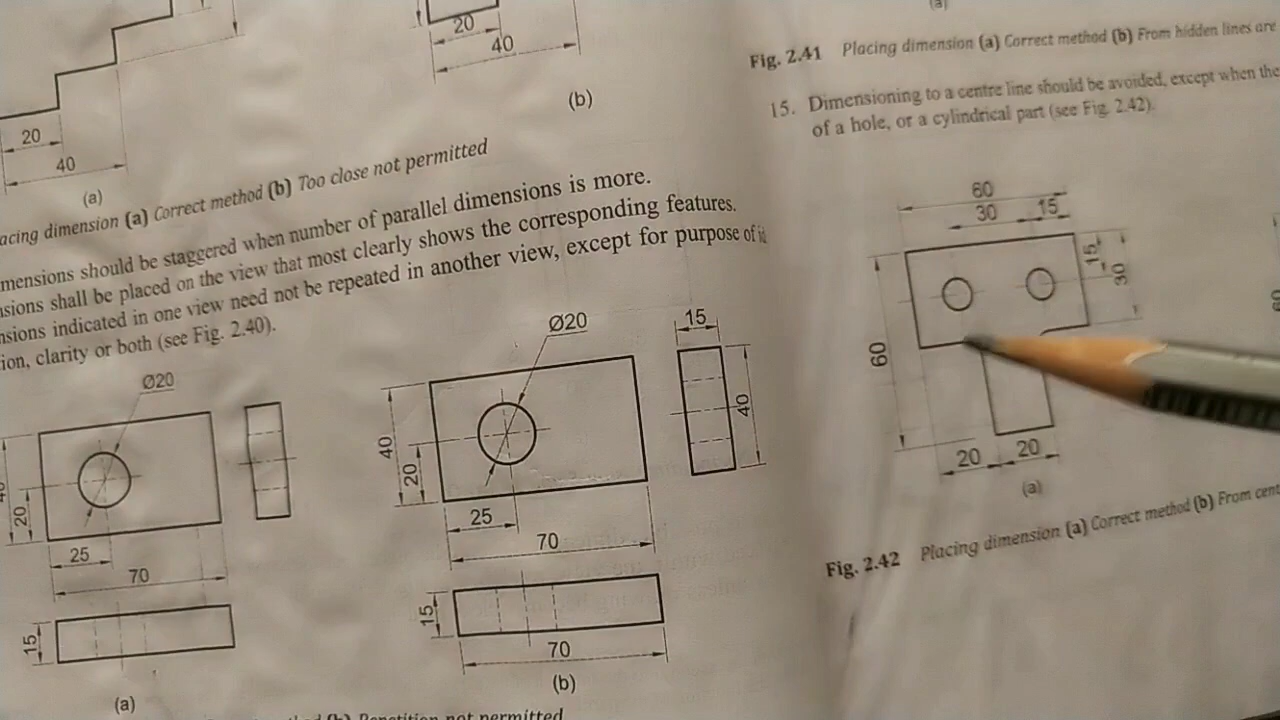 20
40
(a)
20
40
(b)
acing dimension (a) Correct method (b) Too close not permitted
mensions should be staggered when number of parallel dimensions is more.
nsions shall be placed on the view that most clearly shows the corresponding features.
nsions indicated in one view need not be repeated in another view, except for purpose of
ion, clarity or both (see Fig. 2.40).
Ø20
40
20
25
70
15
(a)
Ø20
15
40
20
40
25
70
15
70
(b)
(b) Repetition not permitted
(a)
Fig. 2.41 Placing dimension (a) Correct method (b) From hidden lines are
15. Dimensioning to a centre line should be avoided, except when the
of a hole, or a cylindrical part (see Fig. 2.42).
60
30 15
15
30
60
20 20
(a)
Fig. 2.42 Placing dimension (a) Correct method (b) From cent